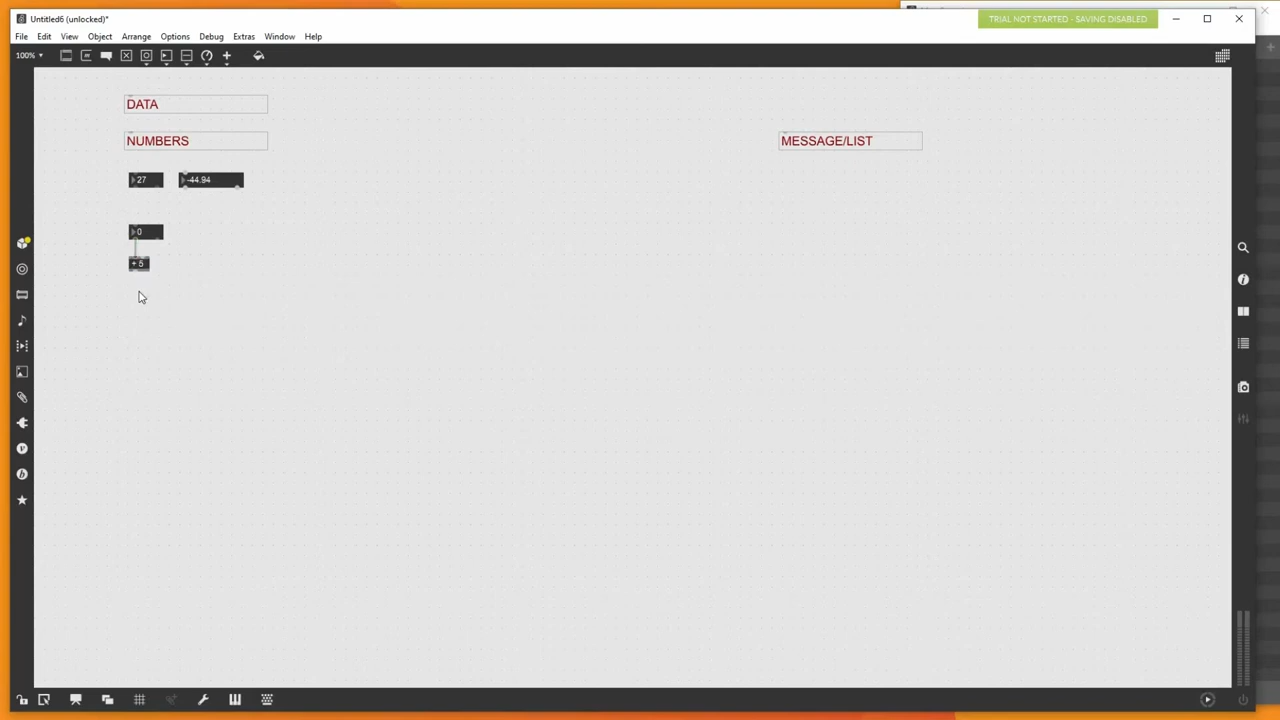 Untitled6 (unlocked)*
TRIAL NOT STARTED - SAVING DISABLED
File Edit View Object Arrange Options Debug Extras Window Help
100%
DATA
NUMBERS
MESSAGE/LIST
27
-44.94
0
+ 5